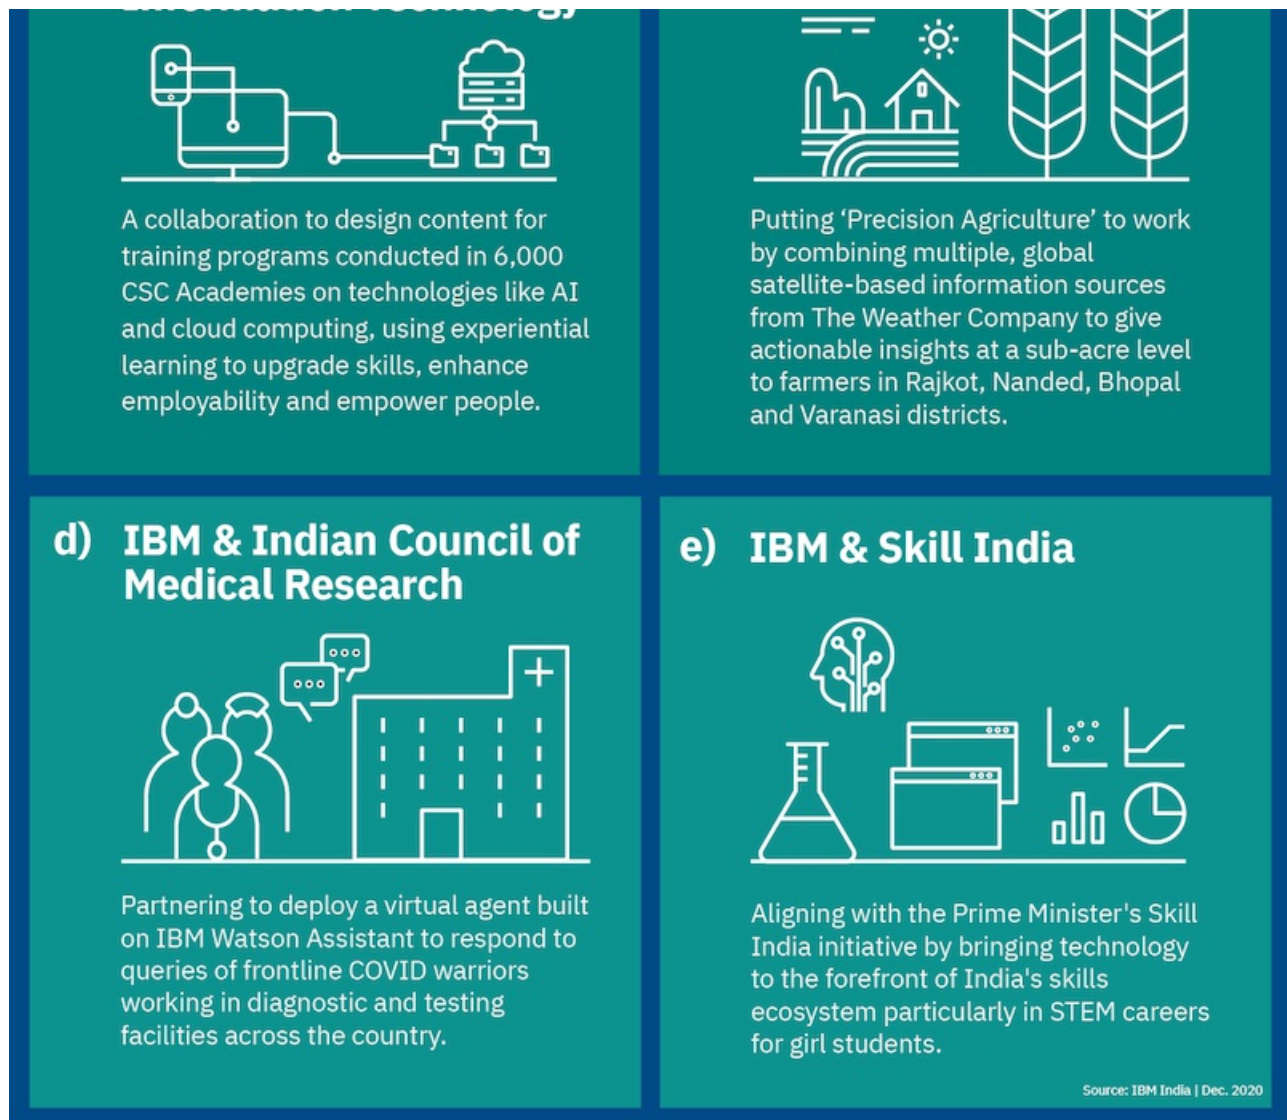 Information Technology
A collaboration to design content for
training programs conducted in 6,000
CSC Academies on technologies like AI
and cloud computing, using experiential
learning to upgrade skills, enhance
employability and empower people.
Putting ‘Precision Agriculture’ to work
by combining multiple, global
satellite-based information sources
from The Weather Company to give
actionable insights at a sub-acre level
to farmers in Rajkot, Nanded, Bhopal
and Varanasi districts.
d) IBM & Indian Council of
Medical Research
Partnering to deploy a virtual agent built
on IBM Watson Assistant to respond to
queries of frontline COVID warriors
working in diagnostic and testing
facilities across the country.
e) IBM & Skill India
Aligning with the Prime Minister's Skill
India initiative by bringing technology
to the forefront of India's skills
ecosystem particularly in STEM careers
for girl students.
Source: IBM India | Dec. 2020